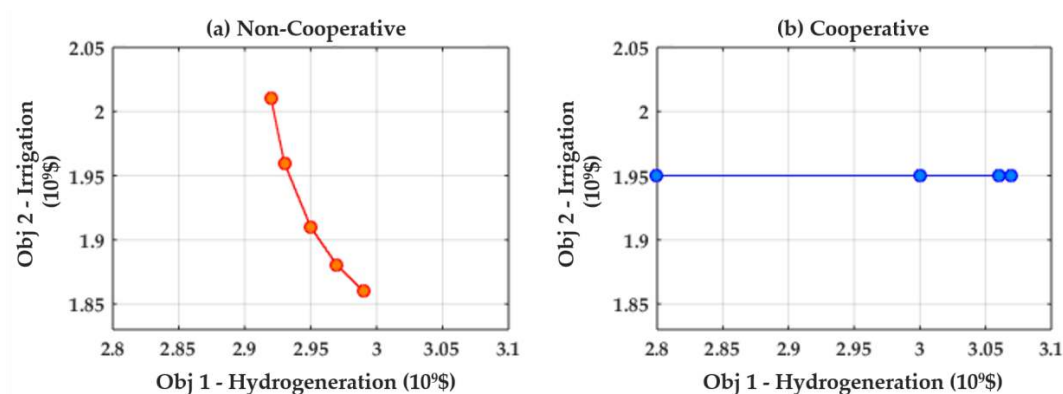 (a) Non-Cooperative
2.05
2
1.95
1.9
1.85
Obj 2 - Irrigation
(10⁹$)
2.8 2.85 2.9 2.95 3 3.05 3.1
Obj 1 - Hydrogeneration (10⁹$)
(b) Cooperative
2.05
2
1.95
1.9
1.85
Obj 2 - Irrigation
(10⁹$)
2.8 2.85 2.9 2.95 3 3.05 3.1
Obj 1 - Hydrogeneration (10⁹$)